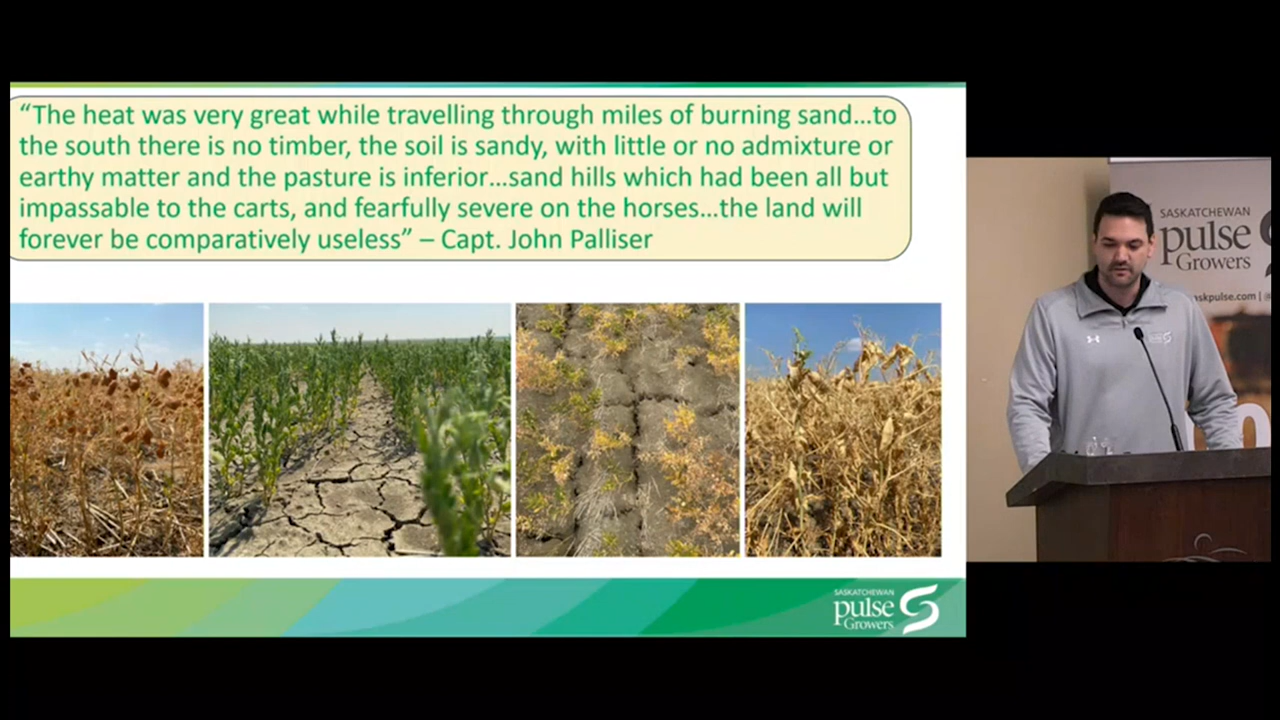 “The heat was very great while travelling through miles of burning sand…to
the south there is no timber, the soil is sandy, with little or no admixture or
earthy matter and the pasture is inferior…sand hills which had been all but
impassable to the carts, and fearfully severe on the horses…the land will
forever be comparatively useless” – Capt. John Palliser
SASKATCHEWAN
pulse
Growers
SASKATCHEWAN
pulse
Growers
skpulse.com |